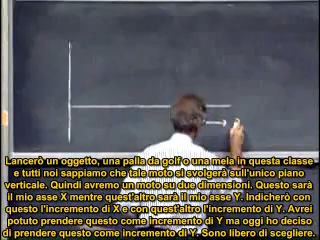 Lancerò un oggetto, una palla da golf o una mela in questa classe
e tutti noi sappiamo che tale moto si svolgerà sull'unico piano
verticale. Quindi avremo un moto su due dimensioni. Questo sarà
il mio asse X mentre quest'altro sarà il mio asse Y. Indicherò con
questo l'incremento di X e con quest'altro l'incremento di Y. Avrei
potuto prendere questo come incremento di Y ma oggi ho deciso
di prendere questo come incremento di Y. Sono libero di scegliere.